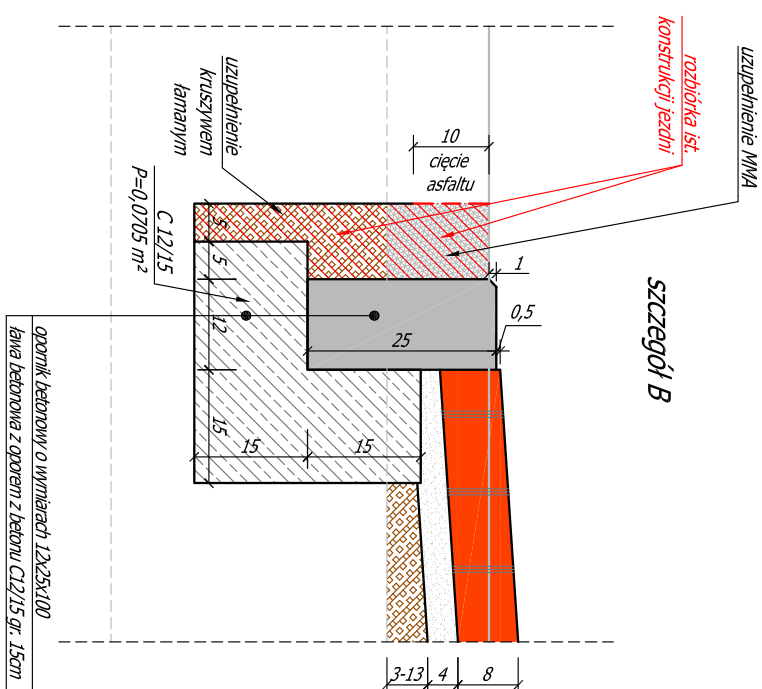 szczegół B
uzupełnienie MMA
rozbiórka ist.
konstrukcji jezdni
10
cięcie
asfaltu
uzupełnienie
kruszywem
łamanym
C 12/15
P=0,0705 m²
5
5
12
15
15
15
25
1
0,5
3-13
4
8
opornik betonowy o wymiarach 12x25x100
ława betonowa z oporem z betonu C12/15 gr. 15cm